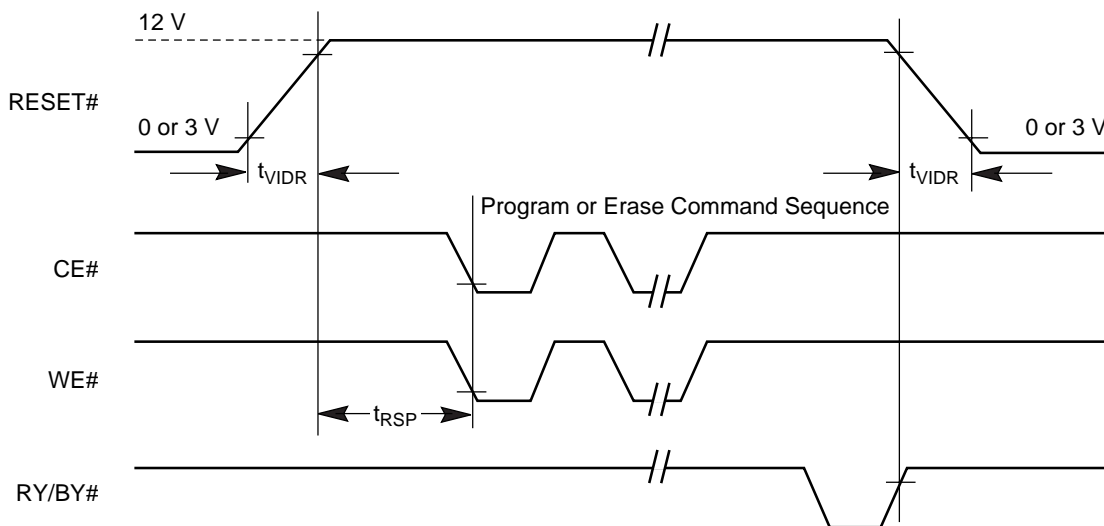 12 V
RESET#
0 or 3 V
0 or 3 V
tVIDR
tVIDR
Program or Erase Command Sequence
CE#
WE#
tRSP
RY/BY#